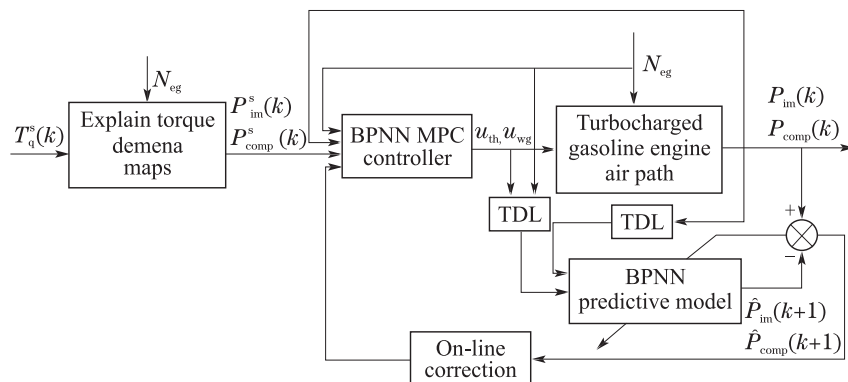 N_eg
T_q^s(k)
Explain torque
demena
maps
P_im^s(k)
P_comp^s(k)
BPNN MPC
controller
u_th, u_wg
N_eg
Turbocharged
gasoline engine
air path
P_im(k)
P_comp(k)
TDL
TDL
+
−
BPNN
predictive model
P̂_im(k+1)
P̂_comp(k+1)
On-line
correction